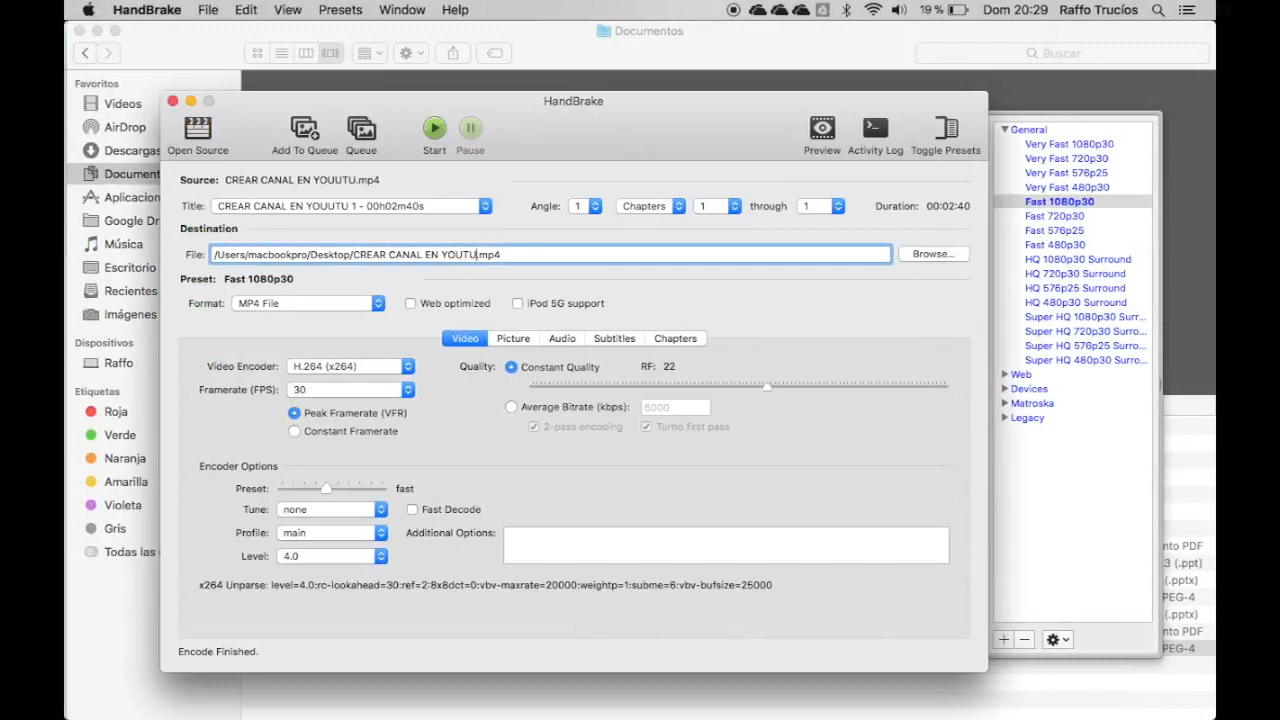 HandBrake File Edit View Presets Window Help 19 % Dom 20:29 Raffo Trucíos
Documentos
Buscar
Favoritos
Videos
AirDrop
Descargas
Document
Aplicacion
Google Dr
Música
Escritorio
Recientes
Imágenes
Dispositivos
Raffo
Etiquetas
Roja
Verde
Naranja
Amarilla
Violeta
Gris
Todas las
HandBrake
Open Source Add To Queue Queue Start Pause Preview Activity Log Toggle Presets
Source: CREAR CANAL EN YOUUTU.mp4
Title: CREAR CANAL EN YOUUTU 1 - 00h02m40s Angle: 1 Chapters 1 through 1 Duration: 00:02:40
Destination
File: /Users/macbookpro/Desktop/CREAR CANAL EN YOUTU.mp4 Browse...
Preset: Fast 1080p30
Format: MP4 File Web optimized iPod 5G support
Video Picture Audio Subtitles Chapters
Video Encoder: H.264 (x264) Quality: Constant Quality RF: 22
Framerate (FPS): 30
Average Bitrate (kbps): 6000
Peak Framerate (VFR)
2-pass encoding Turbo first pass
Constant Framerate
Encoder Options
Preset: fast
Tune: none Fast Decode
Profile: main Additional Options:
Level: 4.0
x264 Unparse: level=4.0:rc-lookahead=30:ref=2:8x8dct=0:vbv-maxrate=20000:weightp=1:subme=6:vbv-bufsize=25000
Encode Finished.
General
Very Fast 1080p30
Very Fast 720p30
Very Fast 576p25
Very Fast 480p30
Fast 1080p30
Fast 720p30
Fast 576p25
Fast 480p30
HQ 1080p30 Surround
HQ 720p30 Surround
HQ 576p25 Surround
HQ 480p30 Surround
Super HQ 1080p30 Surr...
Super HQ 720p30 Surro...
Super HQ 576p25 Surro...
Super HQ 480p30 Surro...
Web
Devices
Matroska
Legacy
nto PDF
3 (.ppt)
(.pptx)
PEG-4
(.pptx)
nto PDF
PEG-4